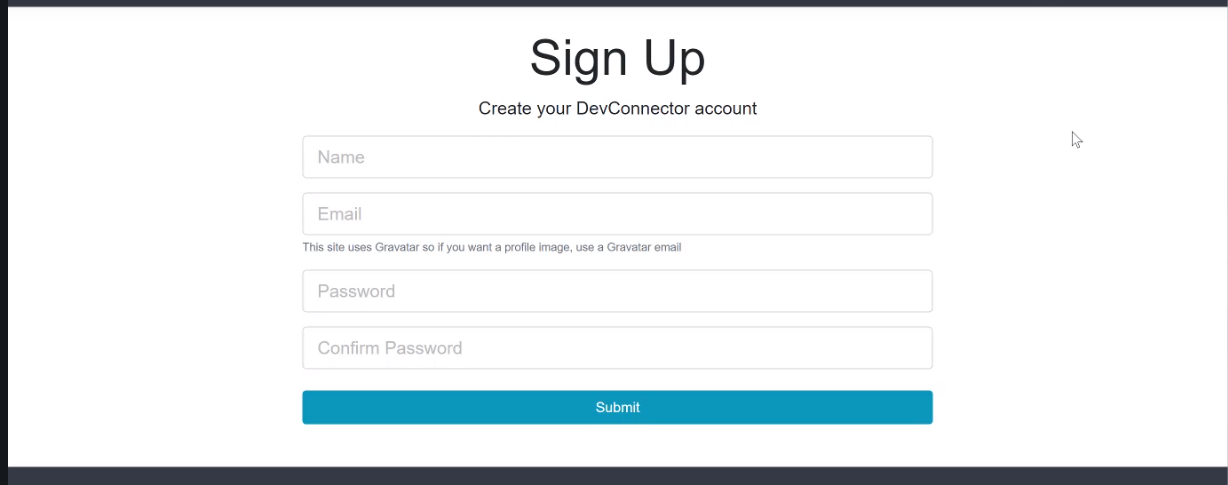 Sign Up
Create your DevConnector account
Name
Email
This site uses Gravatar so if you want a profile image, use a Gravatar email
Password
Confirm Password
Submit